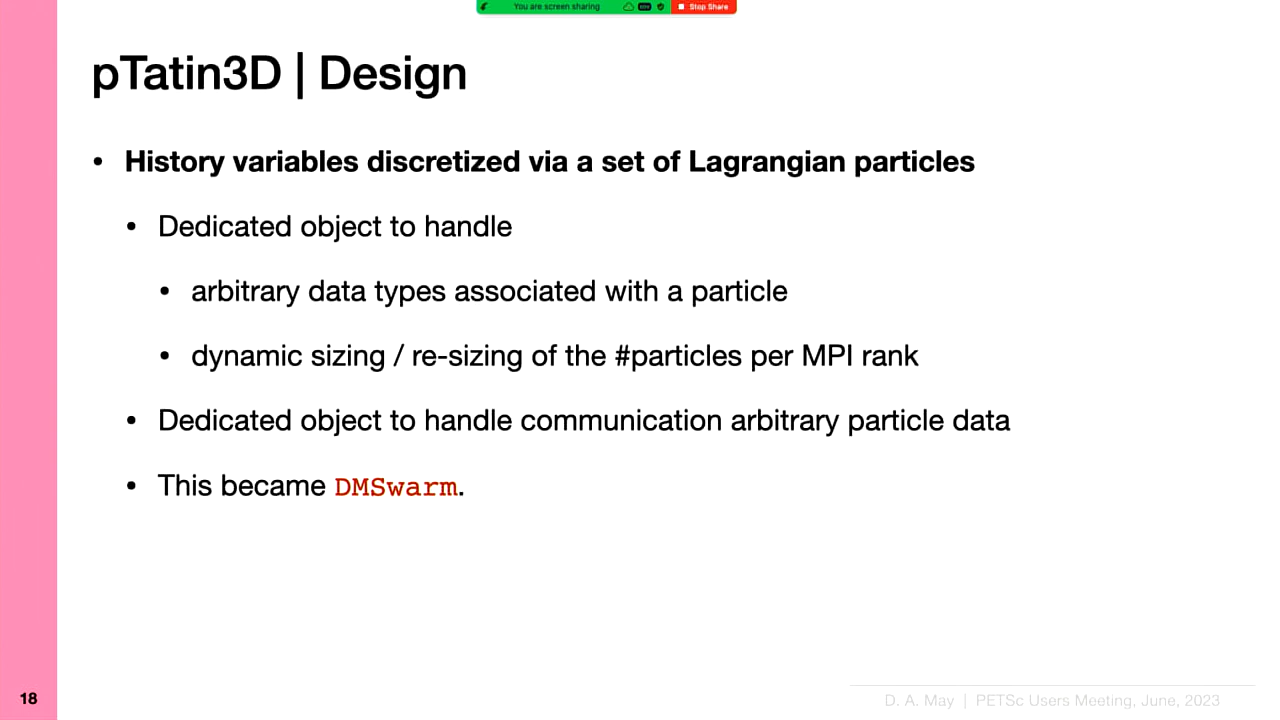 You are screen sharing
Stop Share
pTatin3D | Design
• History variables discretized via a set of Lagrangian particles
• Dedicated object to handle
• arbitrary data types associated with a particle
• dynamic sizing / re-sizing of the #particles per MPI rank
• Dedicated object to handle communication arbitrary particle data
• This became DMSwarm.
18
D. A. May | PETSc Users Meeting, June, 2023